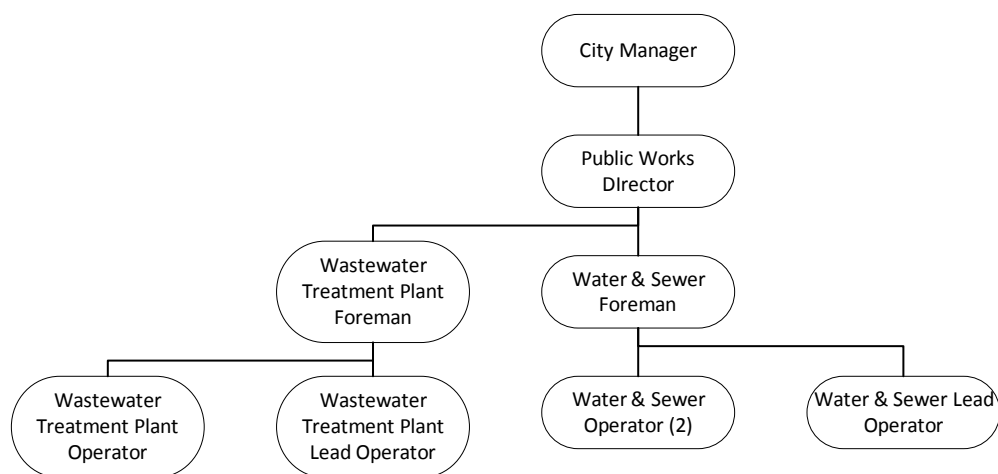 City Manager
Public Works
DIrector
Wastewater
Treatment Plant
Foreman
Water & Sewer
Foreman
Wastewater
Treatment Plant
Operator
Wastewater
Treatment Plant
Lead Operator
Water & Sewer
Operator (2)
Water & Sewer Lead
Operator